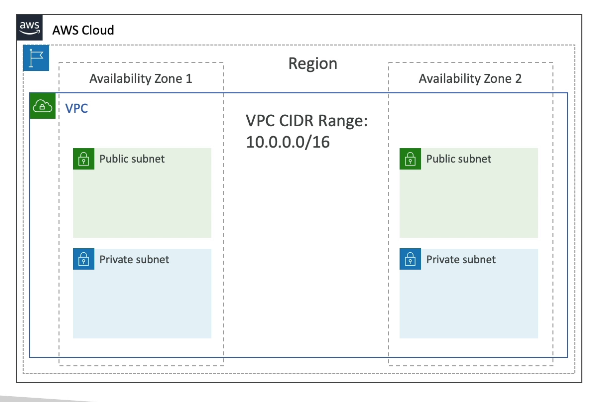 aws
AWS Cloud
Region
Availability Zone 1
Availability Zone 2
VPC
VPC CIDR Range:
10.0.0.0/16
Public subnet
Public subnet
Private subnet
Private subnet